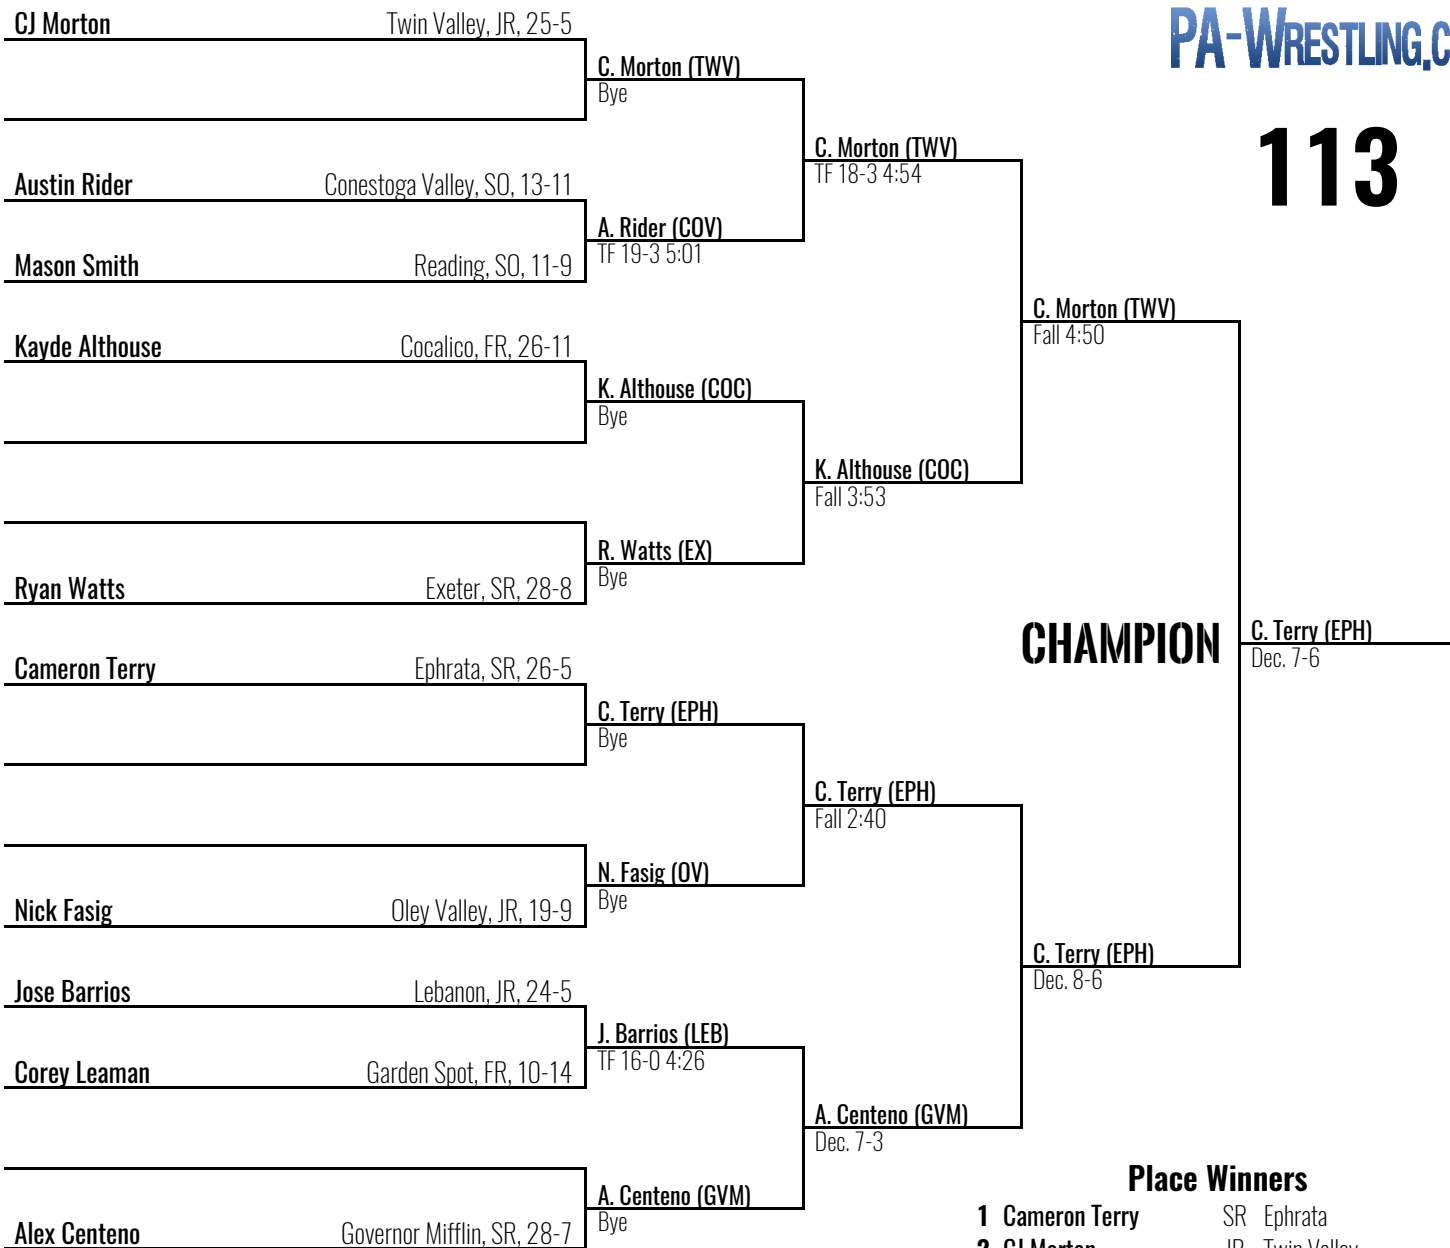 CJ Morton Twin Valley, JR, 25-5
PA-WRESTLING.C
C. Morton (TWV)
Bye
113
C. Morton (TWV)
TF 18-3 4:54
Austin Rider Conestoga Valley, SO, 13-11
A. Rider (COV)
TF 19-3 5:01
Mason Smith Reading, SO, 11-9
C. Morton (TWV)
Fall 4:50
Kayde Althouse Cocalico, FR, 26-11
K. Althouse (COC)
Bye
K. Althouse (COC)
Fall 3:53
R. Watts (EX)
Bye
Ryan Watts Exeter, SR, 28-8
CHAMPION
C. Terry (EPH)
Dec. 7-6
Cameron Terry Ephrata, SR, 26-5
C. Terry (EPH)
Bye
C. Terry (EPH)
Fall 2:40
N. Fasig (OV)
Bye
Nick Fasig Oley Valley, JR, 19-9
C. Terry (EPH)
Dec. 8-6
Jose Barrios Lebanon, JR, 24-5
J. Barrios (LEB)
TF 16-0 4:26
Corey Leaman Garden Spot, FR, 10-14
A. Centeno (GVM)
Dec. 7-3
Place Winners
A. Centeno (GVM)
Bye
1 Cameron Terry SR Ephrata
Alex Centeno Governor Mifflin, SR, 28-7
2 CJ Morton JR Twin Valley